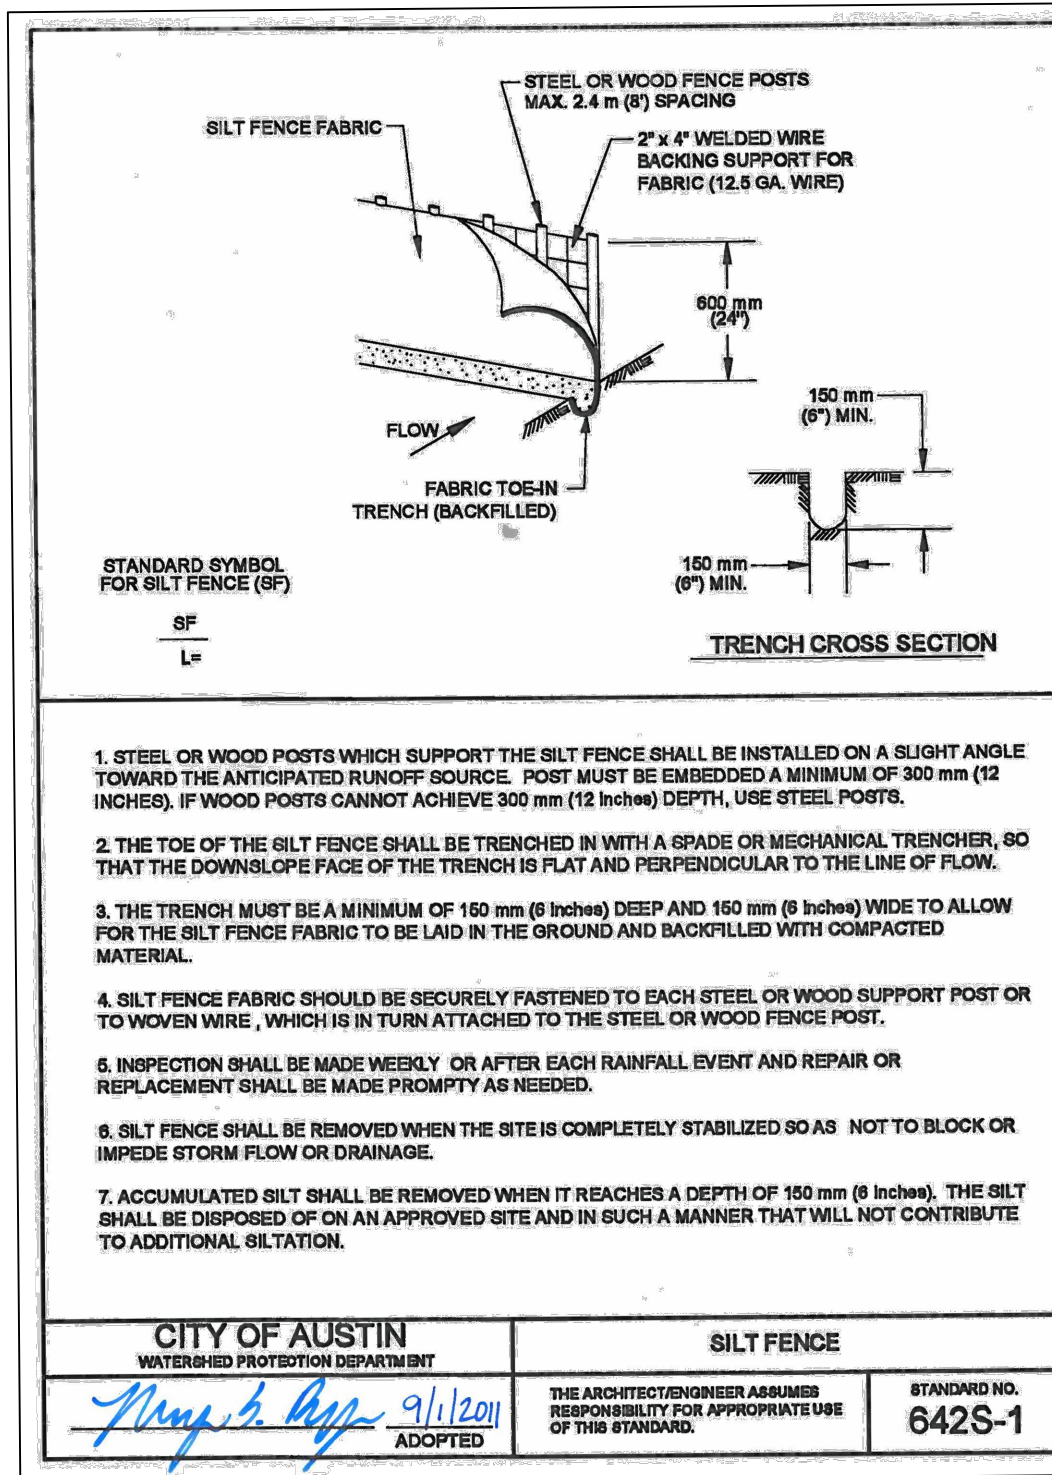 STEEL OR WOOD FENCE POSTS
MAX. 2.4 m (8') SPACING
SILT FENCE FABRIC
2" x 4" WELDED WIRE
BACKING SUPPORT FOR
FABRIC (12.5 GA. WIRE)
600 mm
(24")
150 mm
(6") MIN.
FLOW
FABRIC TOE-IN
TRENCH (BACKFILLED)
STANDARD SYMBOL
FOR SILT FENCE (SF)
150 mm
(6") MIN.
SF
L=
TRENCH CROSS SECTION
1. STEEL OR WOOD POSTS WHICH SUPPORT THE SILT FENCE SHALL BE INSTALLED ON A SLIGHT ANGLE
TOWARD THE ANTICIPATED RUNOFF SOURCE. POST MUST BE EMBEDDED A MINIMUM OF 300 mm (12
INCHES). IF WOOD POSTS CANNOT ACHIEVE 300 mm (12 inches) DEPTH, USE STEEL POSTS.
2. THE TOE OF THE SILT FENCE SHALL BE TRENCHED IN WITH A SPADE OR MECHANICAL TRENCHER, SO
THAT THE DOWNSLOPE FACE OF THE TRENCH IS FLAT AND PERPENDICULAR TO THE LINE OF FLOW.
3. THE TRENCH MUST BE A MINIMUM OF 150 mm (6 inches) DEEP AND 150 mm (6 inches) WIDE TO ALLOW
FOR THE SILT FENCE FABRIC TO BE LAID IN THE GROUND AND BACKFILLED WITH COMPACTED
MATERIAL.
4. SILT FENCE FABRIC SHOULD BE SECURELY FASTENED TO EACH STEEL OR WOOD SUPPORT POST OR
TO WOVEN WIRE , WHICH IS IN TURN ATTACHED TO THE STEEL OR WOOD FENCE POST.
5. INSPECTION SHALL BE MADE WEEKLY OR AFTER EACH RAINFALL EVENT AND REPAIR OR
REPLACEMENT SHALL BE MADE PROMPTY AS NEEDED.
6. SILT FENCE SHALL BE REMOVED WHEN THE SITE IS COMPLETELY STABILIZED SO AS NOT TO BLOCK OR
IMPEDE STORM FLOW OR DRAINAGE.
7. ACCUMULATED SILT SHALL BE REMOVED WHEN IT REACHES A DEPTH OF 150 mm (6 inches). THE SILT
SHALL BE DISPOSED OF ON AN APPROVED SITE AND IN SUCH A MANNER THAT WILL NOT CONTRIBUTE
TO ADDITIONAL SILTATION.
CITY OF AUSTIN
WATERSHED PROTECTION DEPARTMENT
9/1/2011
ADOPTED
SILT FENCE
THE ARCHITECT/ENGINEER ASSUMES
RESPONSIBILITY FOR APPROPRIATE USE
OF THIS STANDARD.
STANDARD NO.
642S-1